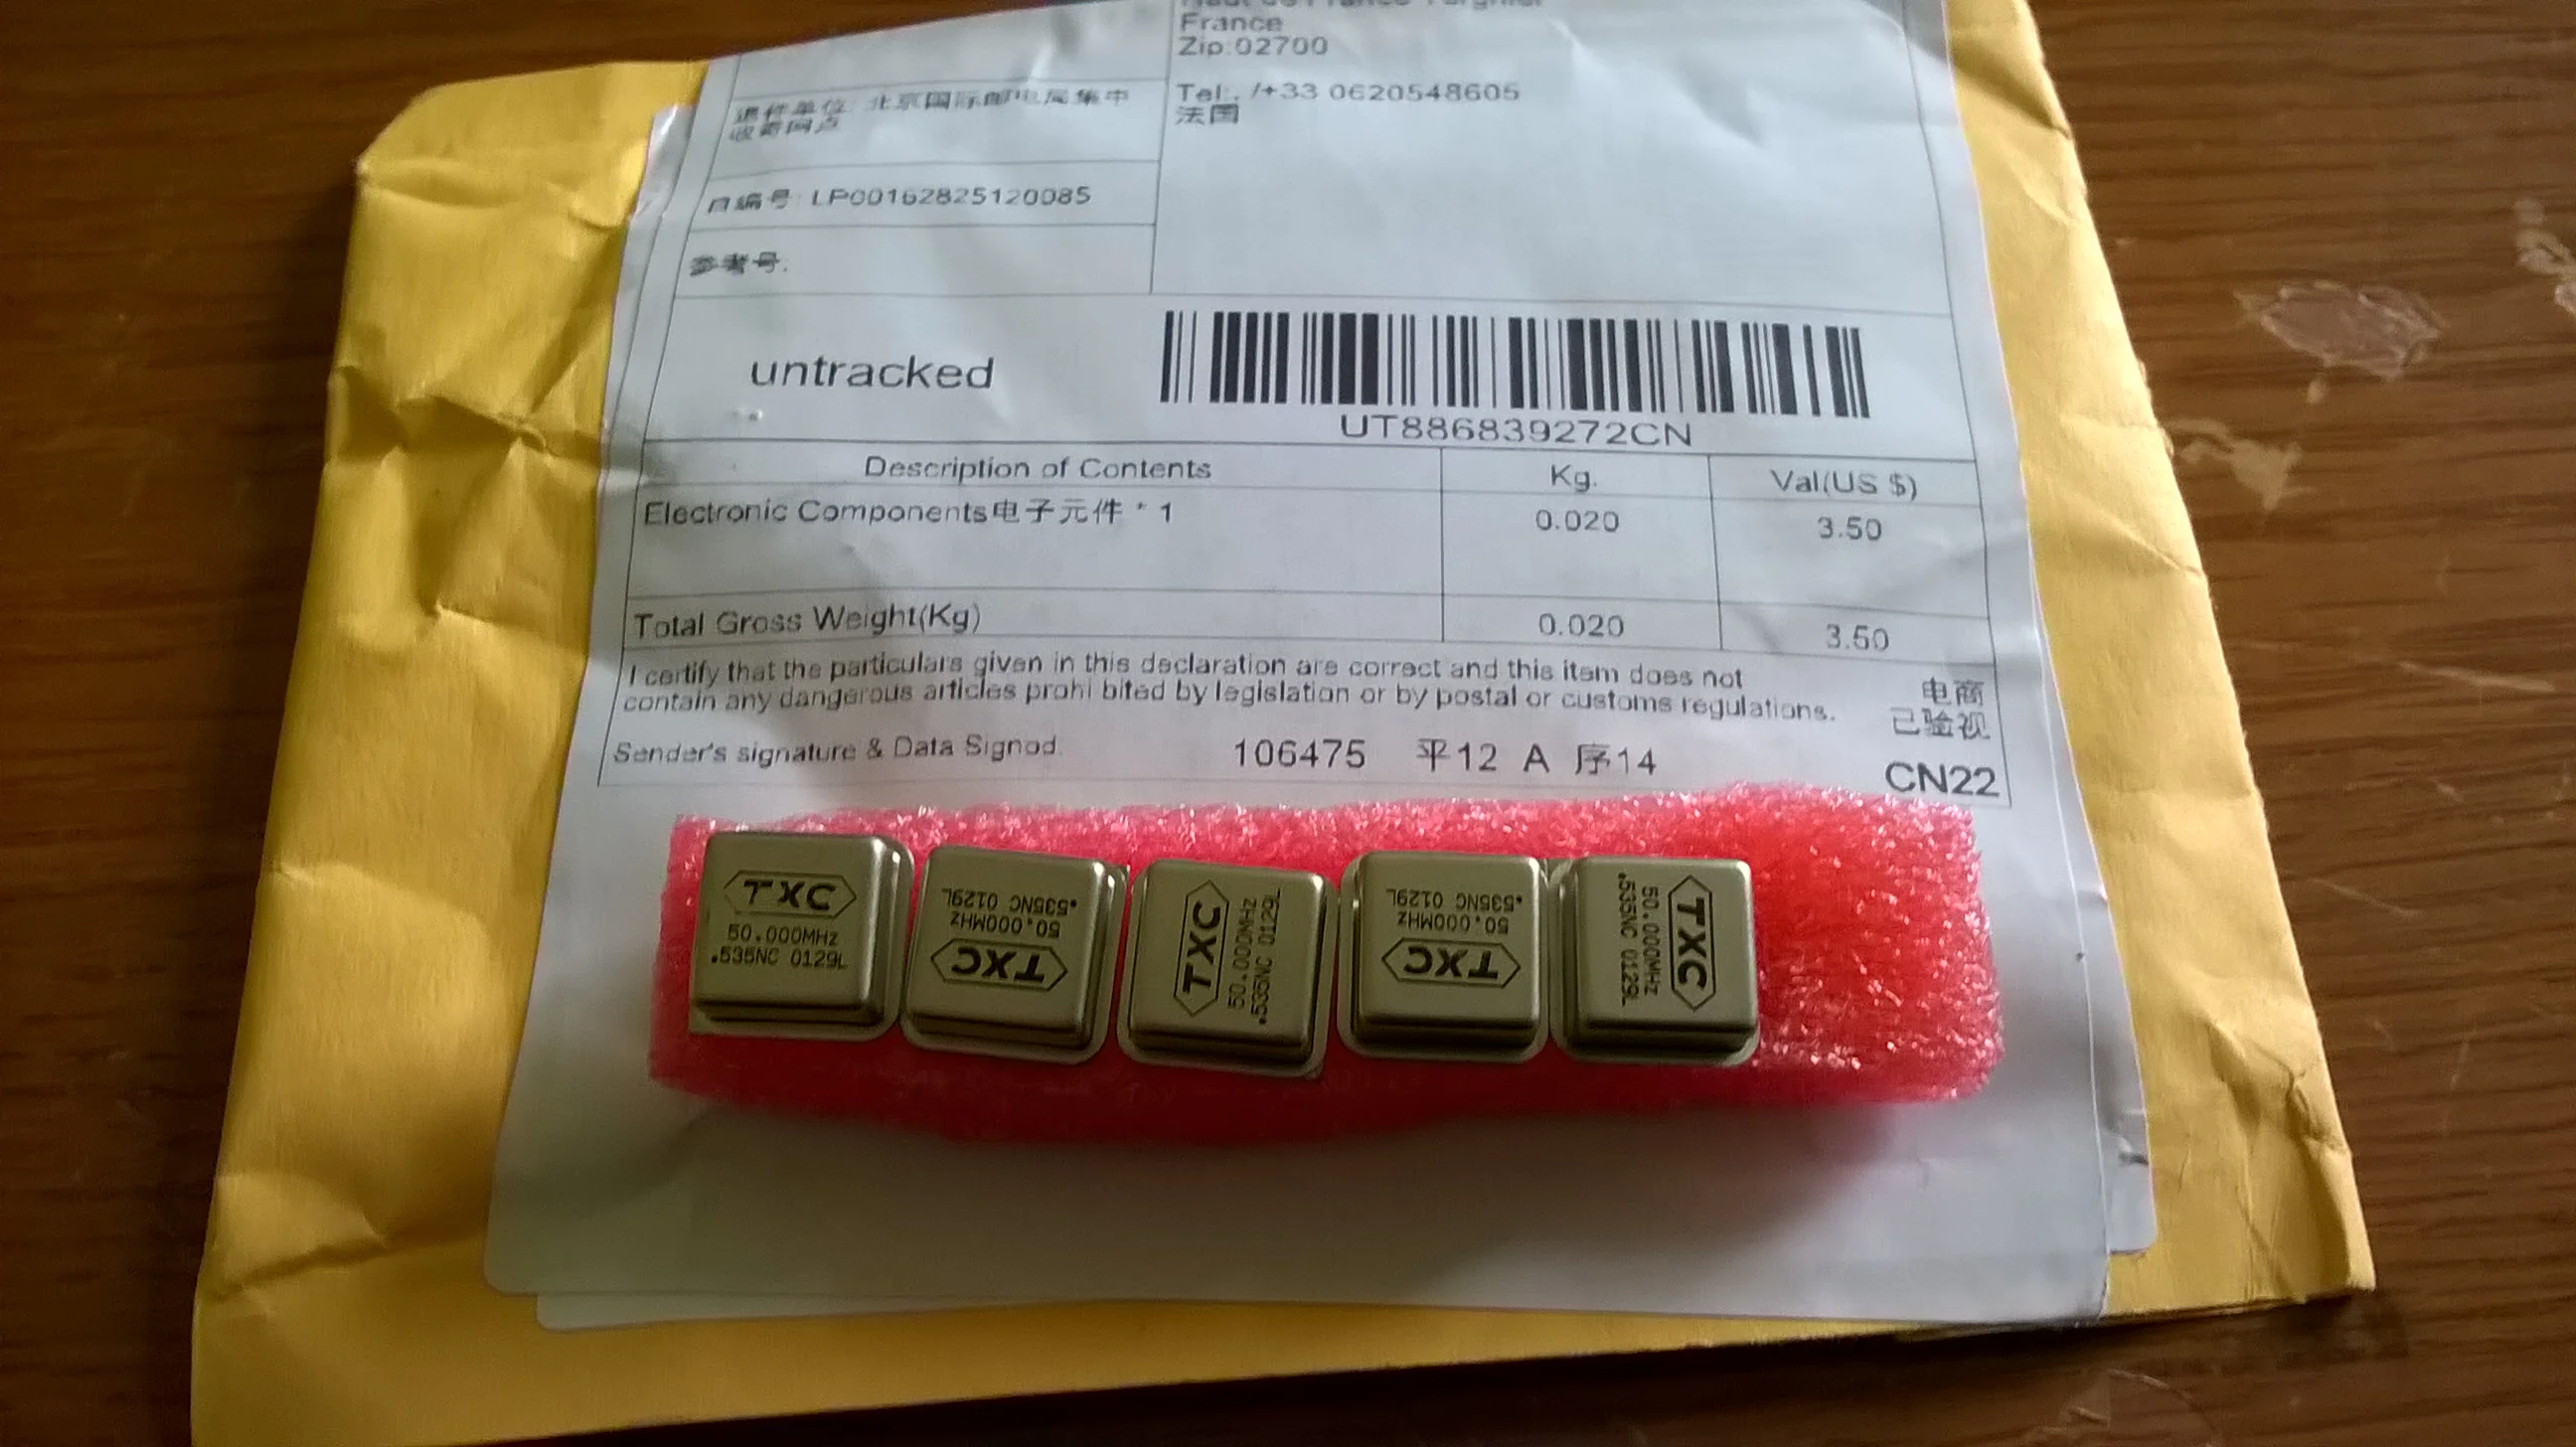 France
Zip:02700
Tel:. /+33 0620548605
法国
退件单位: 北京国际邮电局集中
收寄网点
自编号: LP00162825120085
参考号:
untracked
UT886839272CN
Description of Contents Kg. Val(US $)
Electronic Components电子元件 * 1 0.020 3.50
Total Gross Weight(Kg) 0.020 3.50
I certify that the particulars given in this declaration are correct and this item does not
contain any dangerous articles prohi bited by legislation or by postal or customs regulations.
电商
已验视
Sender's signature & Data Signod. 106475 平12 A 序14
CN22
TXC
50.000MHz
.535NC 0129L
TXC
50.000MHz
.535NC 0129L
TXC
50.000MHz
.535NC 0129L
TXC
50.000MHz
.535NC 0129L
TXC
50.000MHz
.535NC 0129L